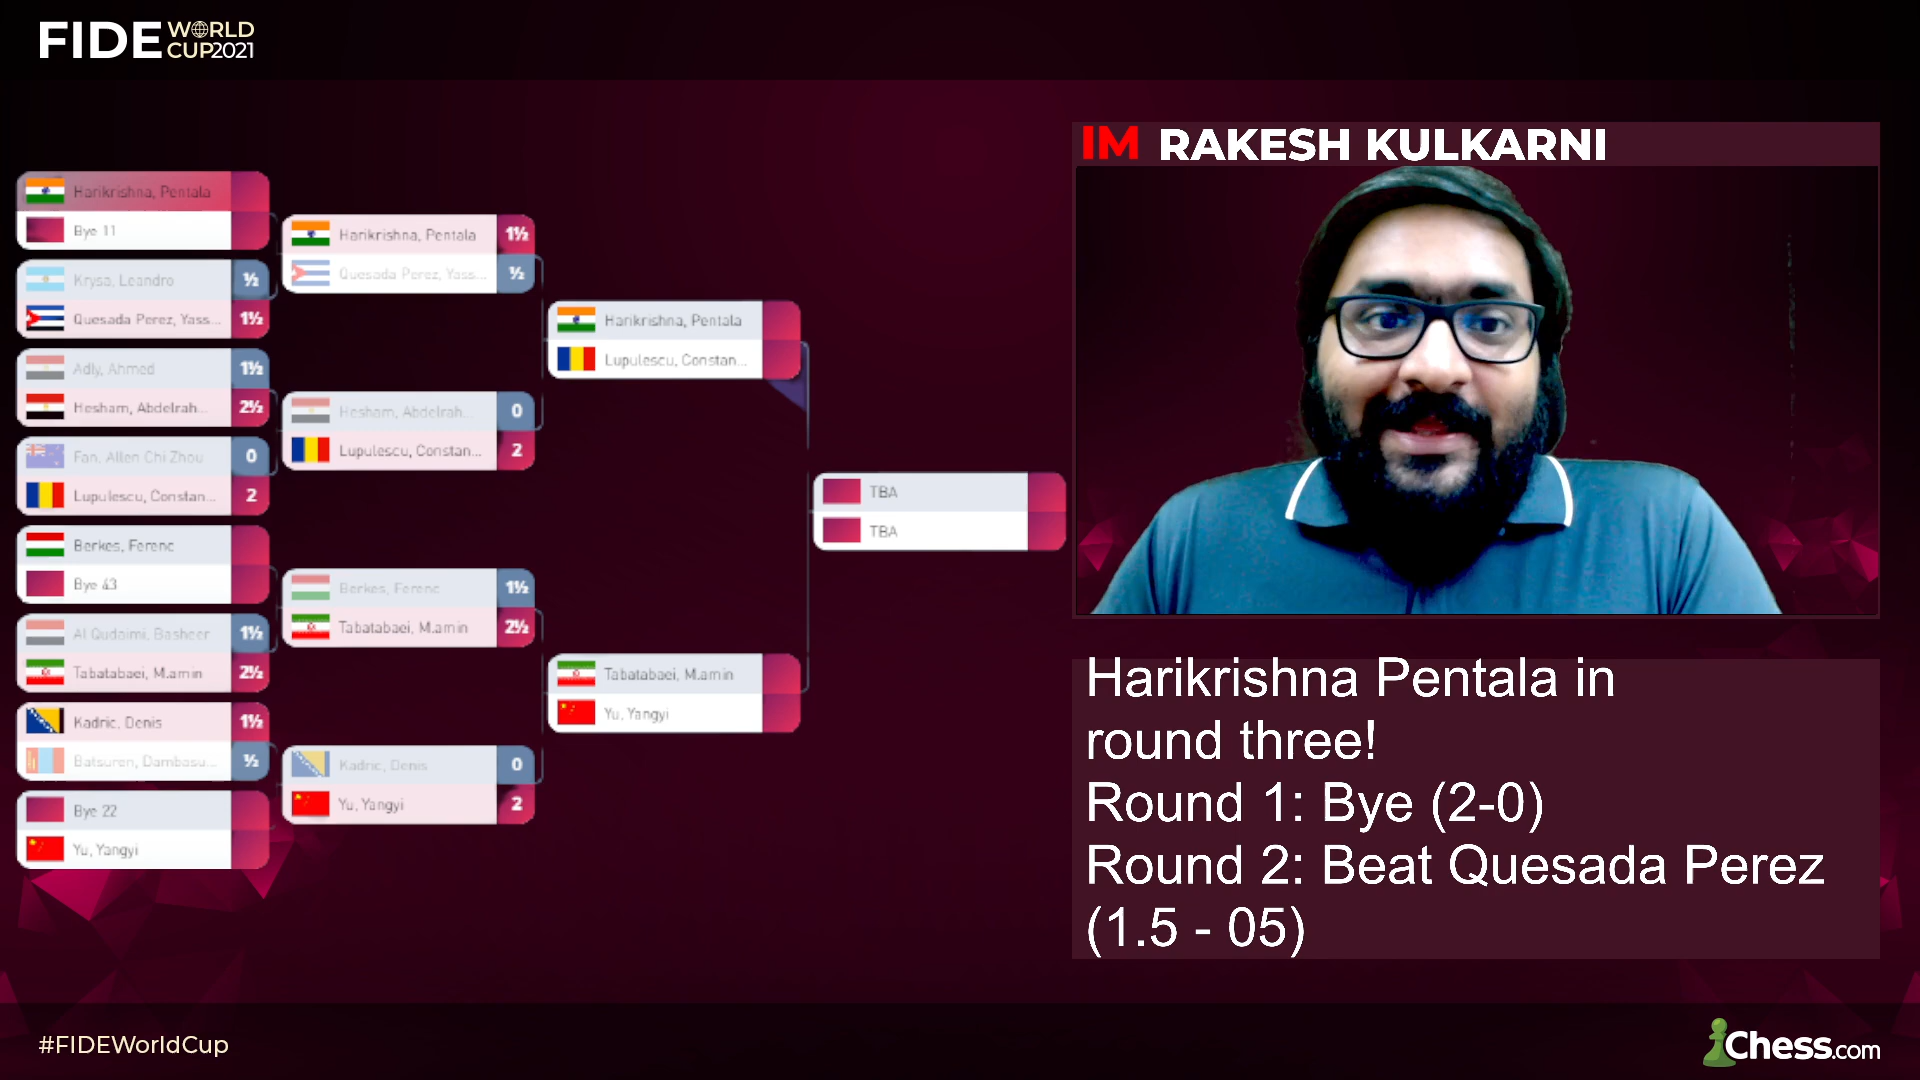 FIDE WORLD CUP2021
IM RAKESH KULKARNI
Harikrishna, Pentala
Bye 11
Krysa, Leandro ½
Quesada Perez, Yass... 1½
Adly, Ahmed 1½
Hesham, Abdelrah... 2½
Fan, Allen Chi Zhou 0
Lupulescu, Constan... 2
Berkes, Ferenc
Bye 43
Al Qudaimi, Basheer 1½
Tabatabaei, M.amin 2½
Kadric, Denis 1½
Batsuren, Dambasu... ½
Bye 22
Yu, Yangyi
Harikrishna, Pentala 1½
Quesada Perez, Yass... ½
Hesham, Abdelrah... 0
Lupulescu, Constan... 2
Berkes, Ferenc 1½
Tabatabaei, M.amin 2½
Kadric, Denis 0
Yu, Yangyi 2
Harikrishna, Pentala
Lupulescu, Constan...
Tabatabaei, M.amin
Yu, Yangyi
TBA
TBA
Harikrishna Pentala in
round three!
Round 1: Bye (2-0)
Round 2: Beat Quesada Perez
(1.5 - 05)
#FIDEWorldCup
Chess.com